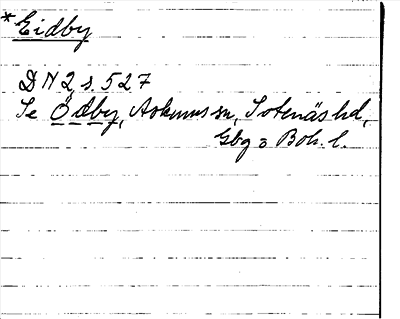 * Eidby
DN 2, s. 527
Se Ödby, Askums sn, Sotenäs hd,
Gbg o Boh. l.